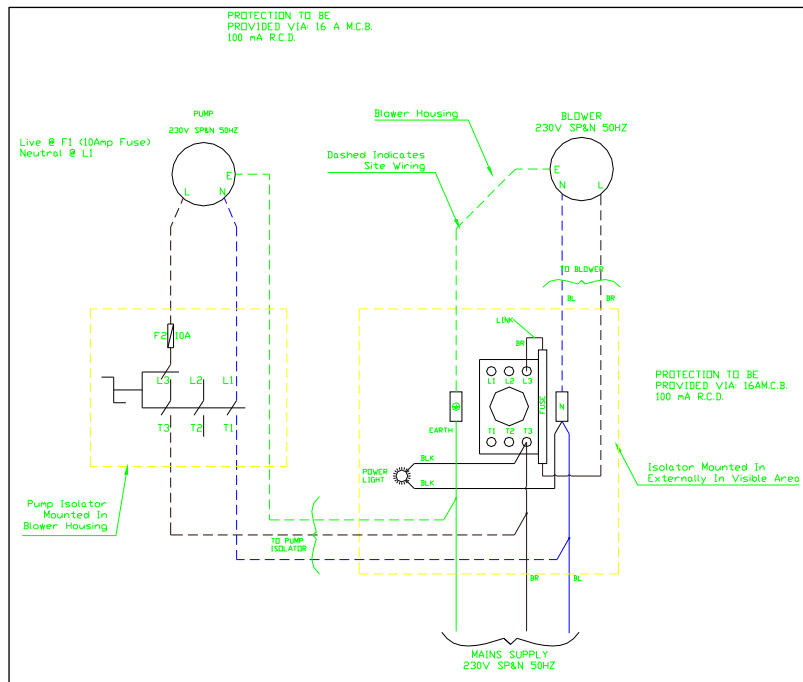 PROTECTION TO BE
PROVIDED VIA: 16 A M.C.B.
100 mA R.C.D.
PUMP
230V SP&N 50HZ
Live @ F1 (10Amp Fuse)
Neutral @ L1
E
L
N
Blower Housing
Dashed Indicates
Site Wiring
BLOWER
230V SP&N 50HZ
E
N
L
TO BLOWER
BL
BR
F2
10A
L3
L2
L1
T3
T2
T1
LINK
BR
L1
L2
L3
FUSE
T1
T2
T3
N
EARTH
BLK
POWER
LIGHT
BLK
PROTECTION TO BE
PROVIDED VIA: 16AM.C.B.
100 mA R.C.D.
Isolator Mounted In
Externally In Visible Area
Pump Isolator
Mounted In
Blower Housing
TO PUMP
ISOLATOR
BR
BL
MAINS SUPPLY
230V SP&N 50HZ